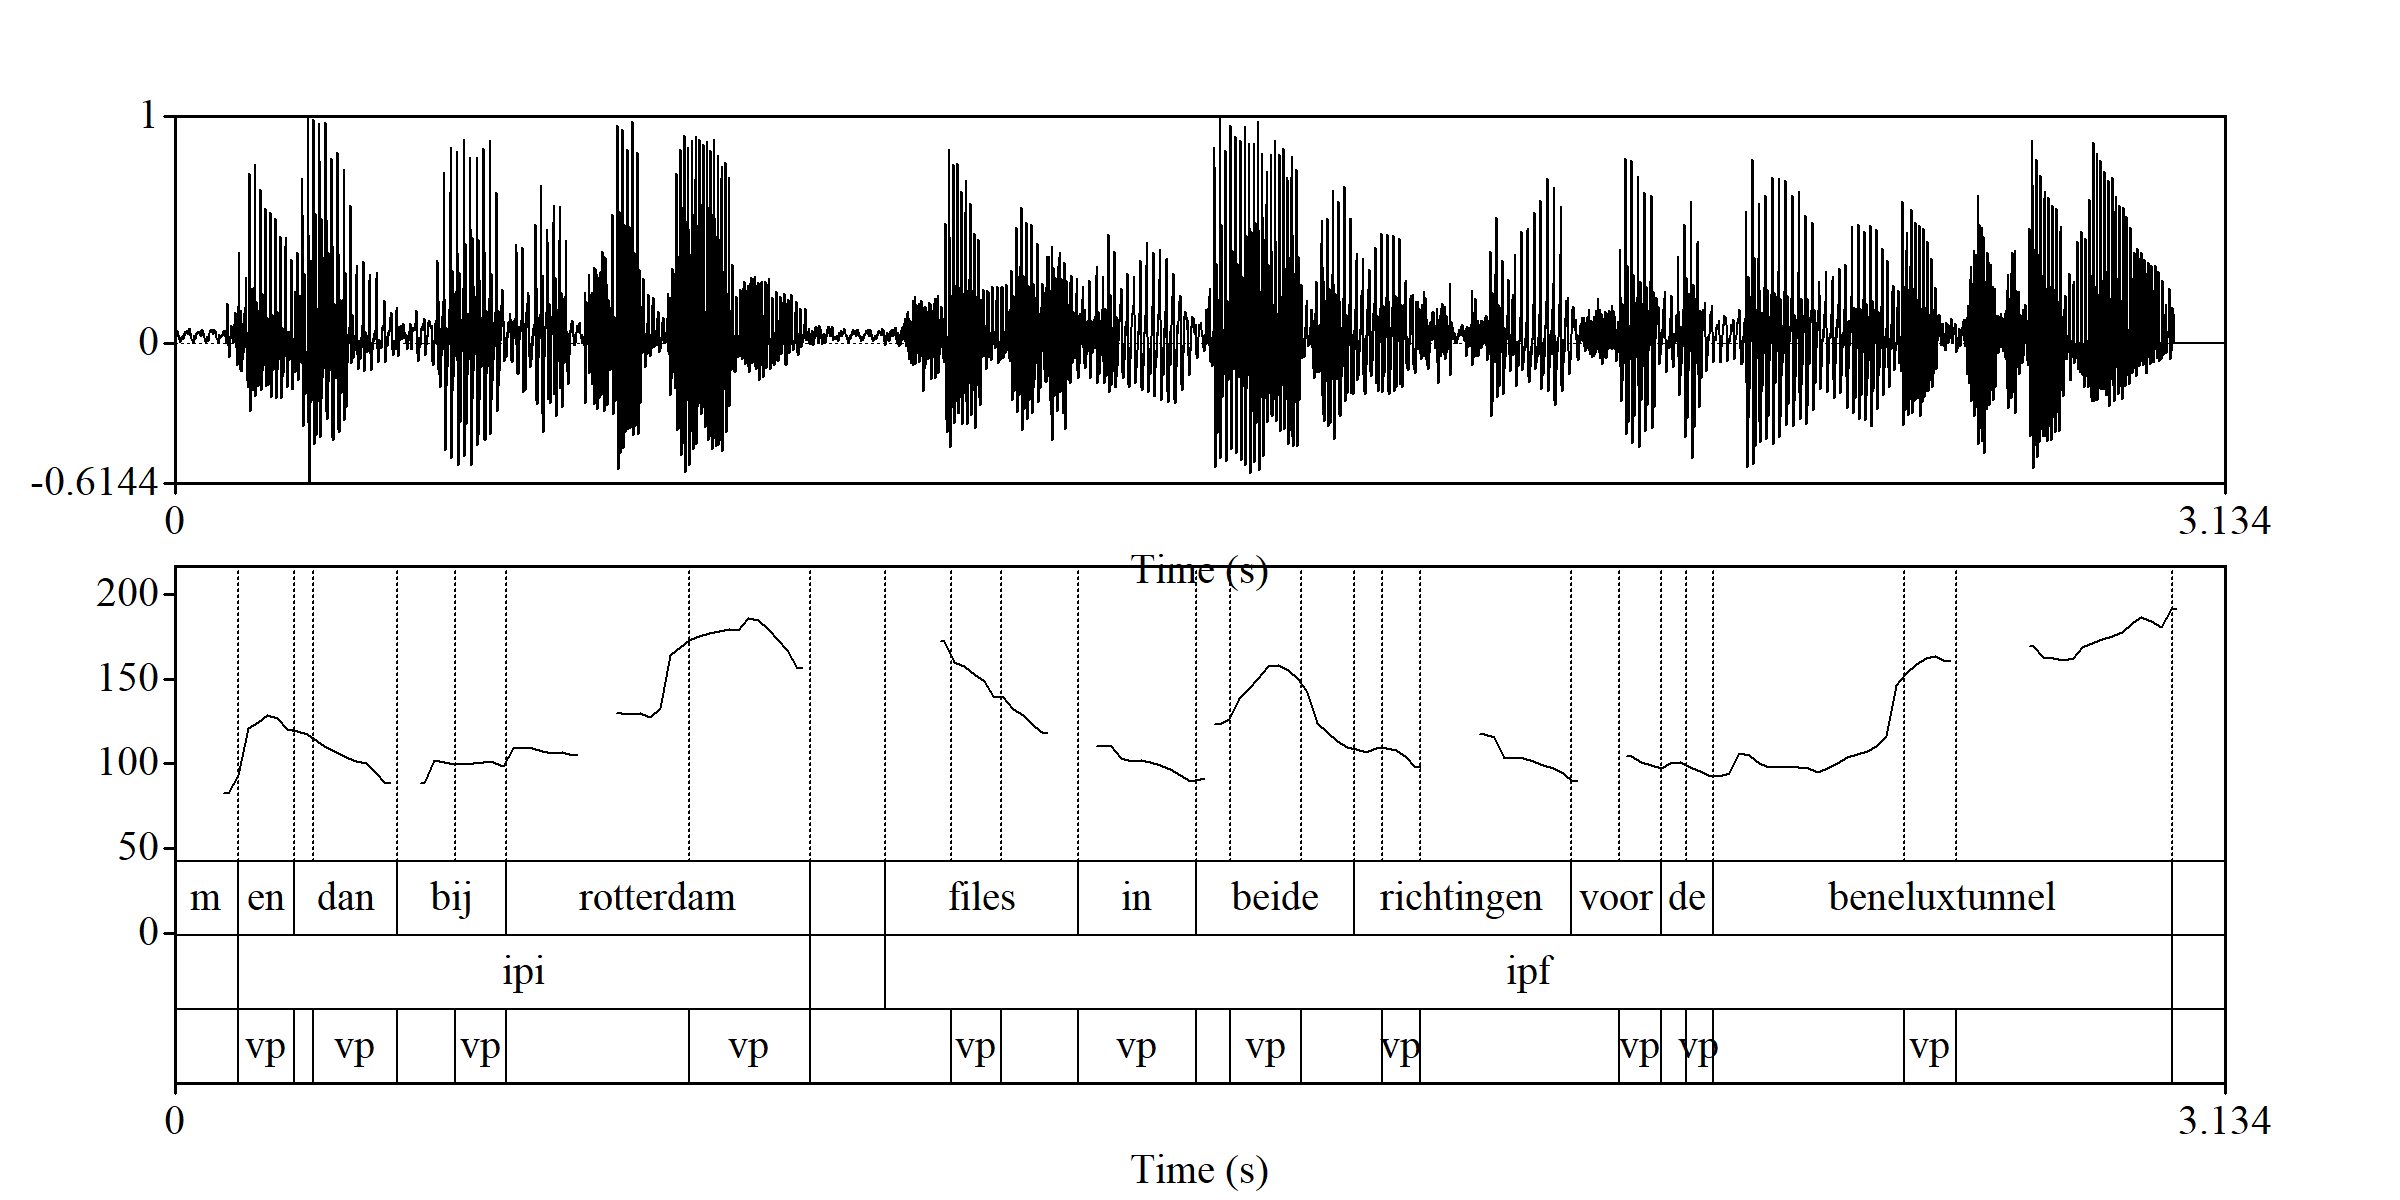 1
0
-0.6144
0 3.134
Time (s)
200
150
100
50
0
m en dan bij rotterdam files in beide richtingen voor de beneluxtunnel
ipi ipf
vp vp vp vp vp vp vp vp vp vp vp
0 3.134
Time (s)